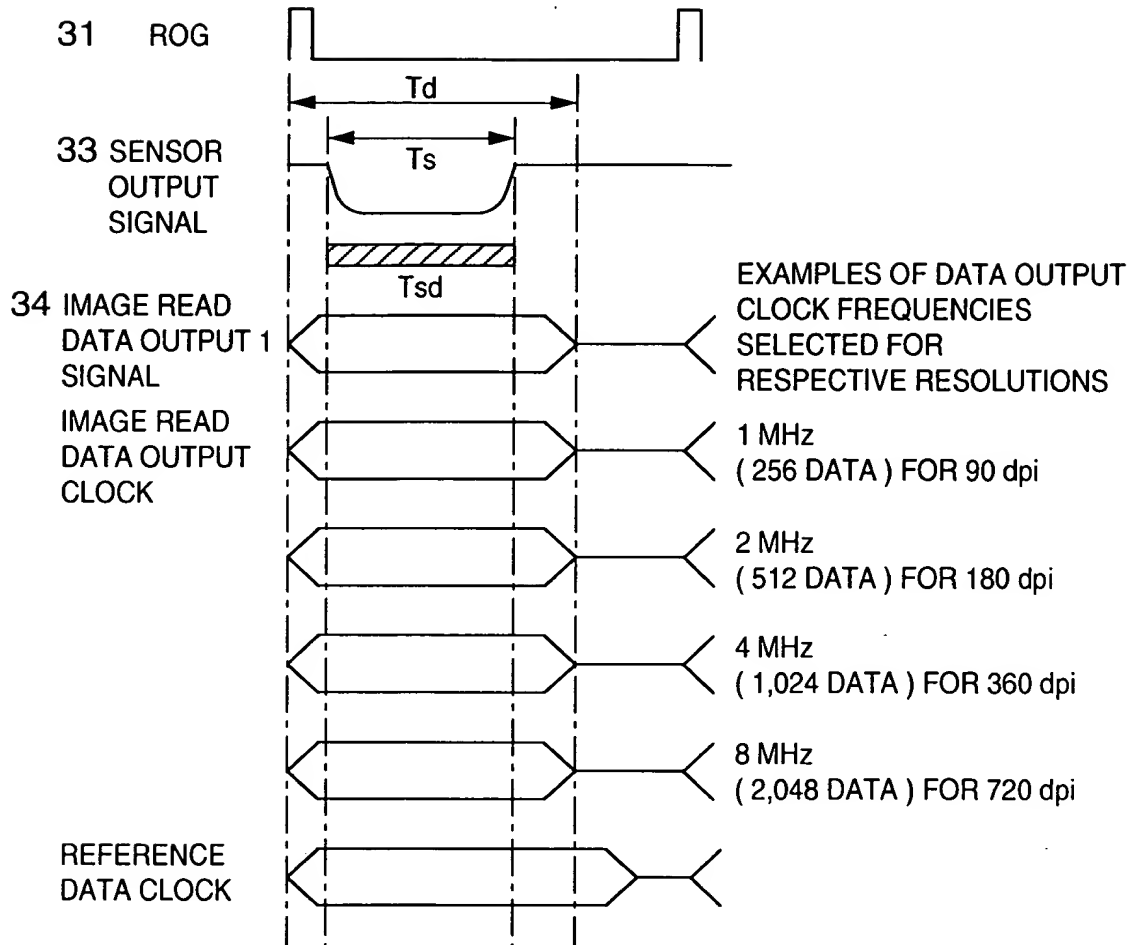 31 ROG
Td
33 SENSOR
OUTPUT
SIGNAL
Ts
Tsd
34 IMAGE READ
DATA OUTPUT 1
SIGNAL
EXAMPLES OF DATA OUTPUT
CLOCK FREQUENCIES
SELECTED FOR
RESPECTIVE RESOLUTIONS
IMAGE READ
DATA OUTPUT
CLOCK
1 MHz
( 256 DATA ) FOR 90 dpi
2 MHz
( 512 DATA ) FOR 180 dpi
4 MHz
( 1,024 DATA ) FOR 360 dpi
8 MHz
( 2,048 DATA ) FOR 720 dpi
REFERENCE
DATA CLOCK